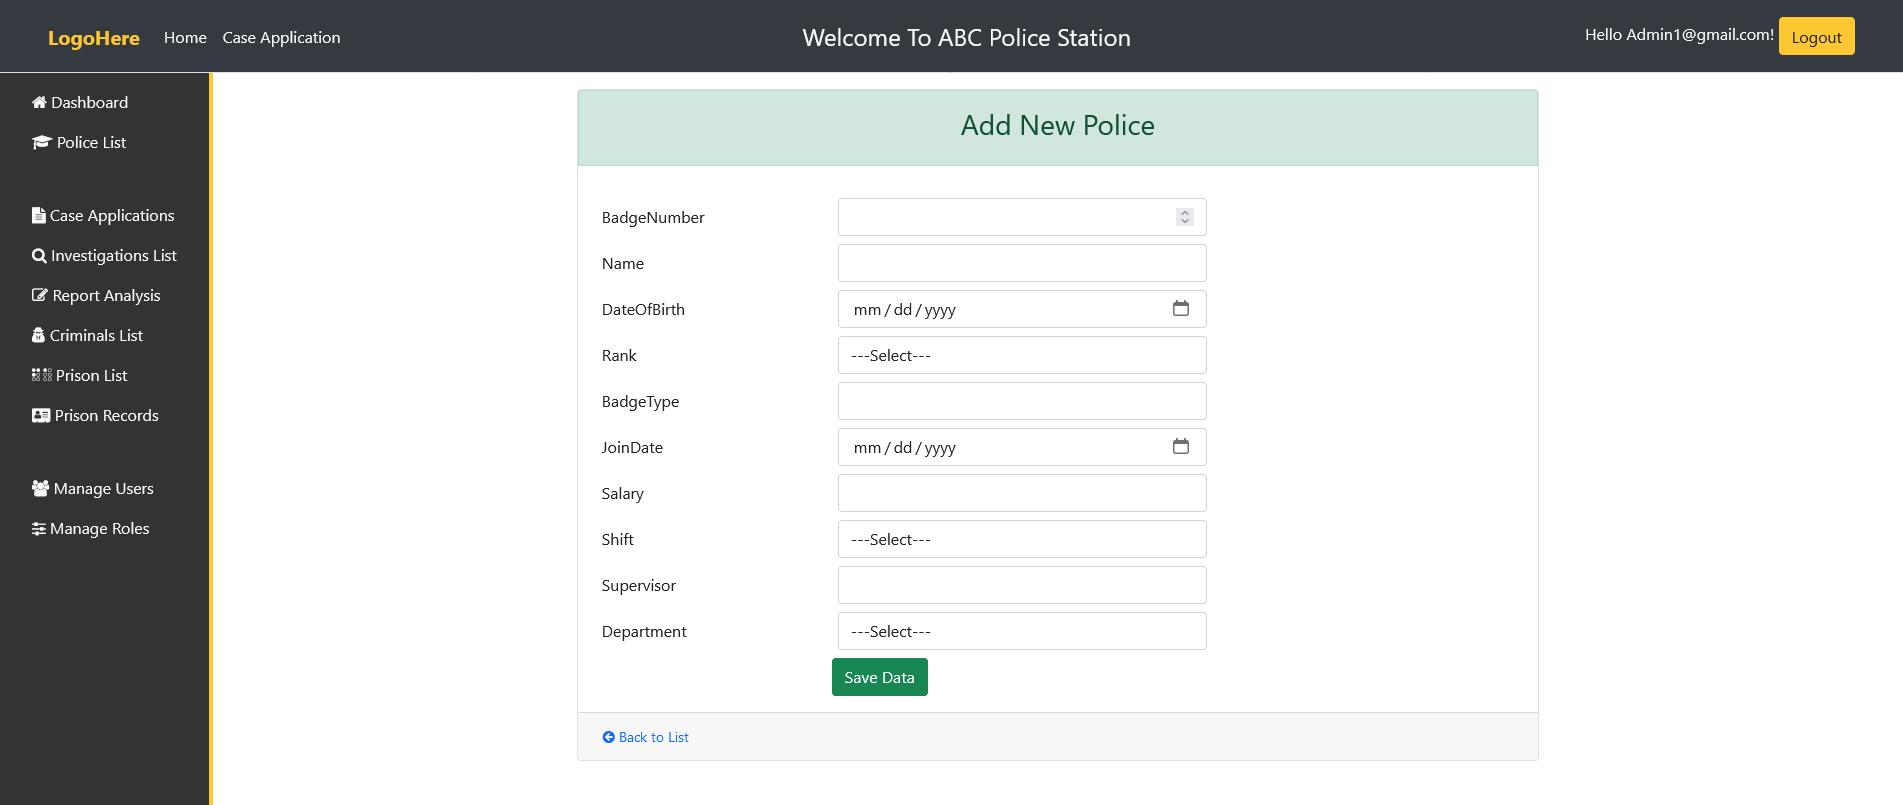 LogoHere Home Case Application Welcome To ABC Police Station Hello Admin1@gmail.com! Logout
Dashboard
Police List
Case Applications
Investigations List
Report Analysis
Criminals List
Prison List
Prison Records
Manage Users
Manage Roles
Add New Police
BadgeNumber
Name
DateOfBirth mm/dd/yyyy
Rank ---Select---
BadgeType
JoinDate mm/dd/yyyy
Salary
Shift ---Select---
Supervisor
Department ---Select---
Save Data
Back to List